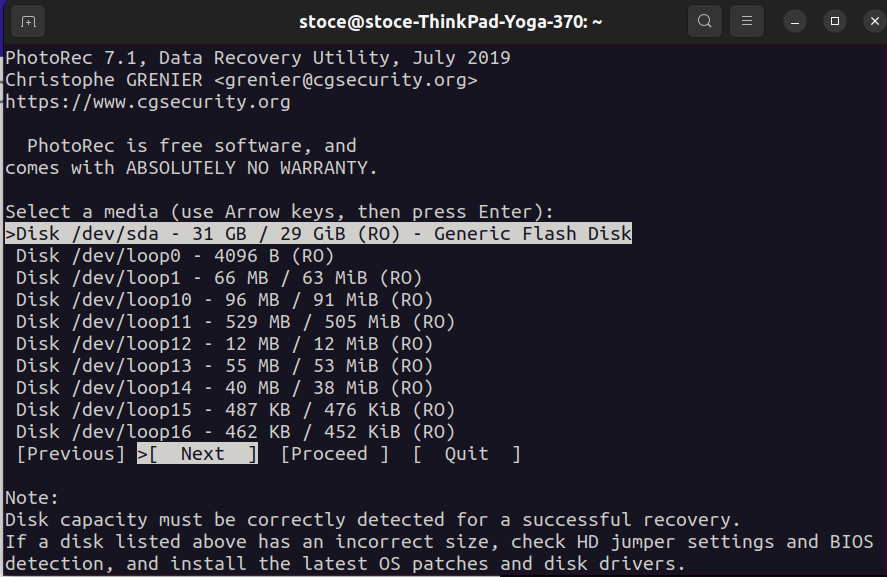 stoce@stoce-ThinkPad-Yoga-370: ~
PhotoRec 7.1, Data Recovery Utility, July 2019
Christophe GRENIER <grenier@cgsecurity.org>
https://www.cgsecurity.org
  PhotoRec is free software, and
comes with ABSOLUTELY NO WARRANTY.
Select a media (use Arrow keys, then press Enter):
>Disk /dev/sda - 31 GB / 29 GiB (RO) - Generic Flash Disk
 Disk /dev/loop0 - 4096 B (RO)
 Disk /dev/loop1 - 66 MB / 63 MiB (RO)
 Disk /dev/loop10 - 96 MB / 91 MiB (RO)
 Disk /dev/loop11 - 529 MB / 505 MiB (RO)
 Disk /dev/loop12 - 12 MB / 12 MiB (RO)
 Disk /dev/loop13 - 55 MB / 53 MiB (RO)
 Disk /dev/loop14 - 40 MB / 38 MiB (RO)
 Disk /dev/loop15 - 487 KB / 476 KiB (RO)
 Disk /dev/loop16 - 462 KB / 452 KiB (RO)
 [Previous] >[  Next  ]  [Proceed ]  [  Quit  ]
Note:
Disk capacity must be correctly detected for a successful recovery.
If a disk listed above has an incorrect size, check HD jumper settings and BIOS
detection, and install the latest OS patches and disk drivers.